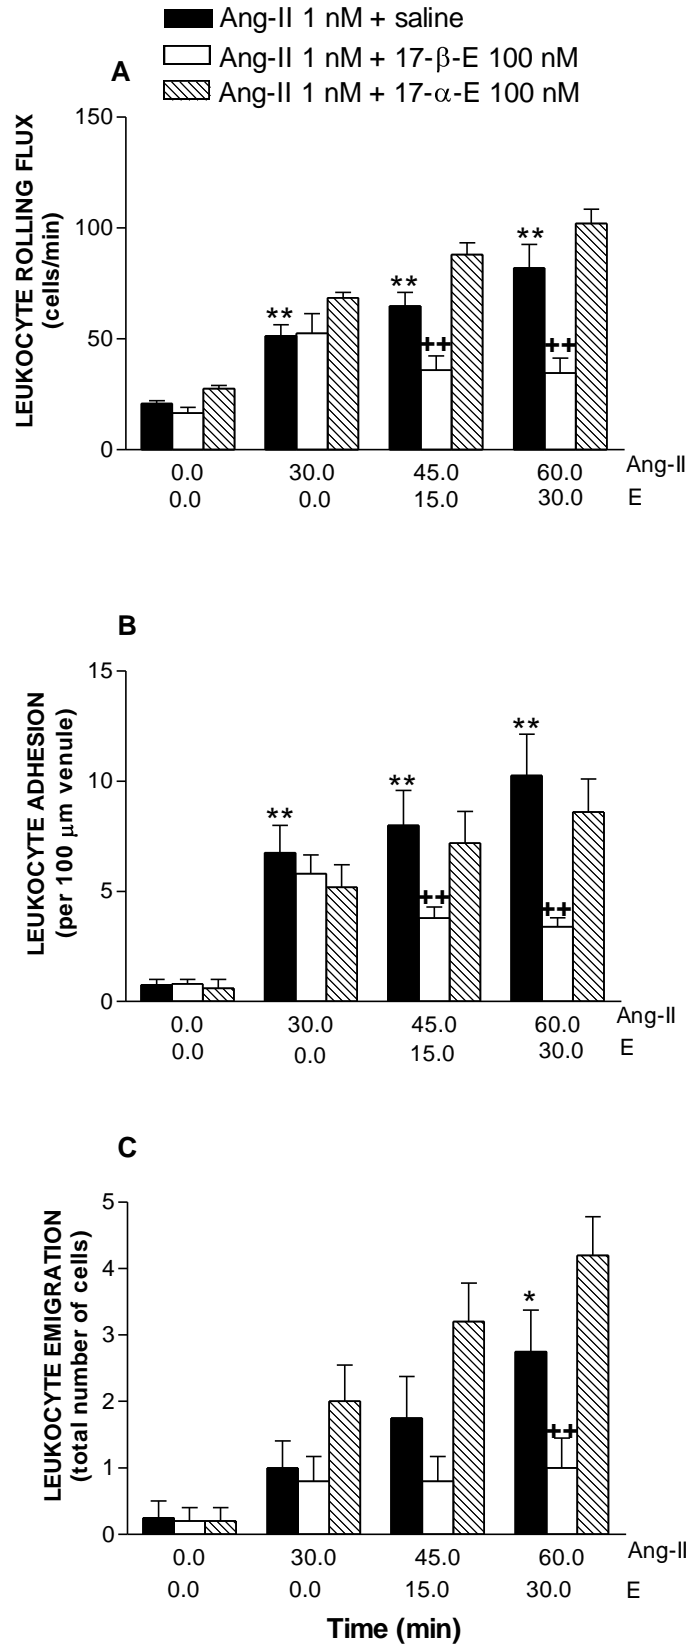 Ang-II 1 nM + saline
Ang-II 1 nM + 17-β-E 100 nM
Ang-II 1 nM + 17-α-E 100 nM
A
LEUKOCYTE ROLLING FLUX
(cells/min)
150
100
50
0
**
**
++
**
++
0.0 30.0 45.0 60.0 Ang-II
0.0 0.0 15.0 30.0 E
B
LEUKOCYTE ADHESION
(per 100 μm venule)
15
10
5
0
**
**
++
**
++
0.0 30.0 45.0 60.0 Ang-II
0.0 0.0 15.0 30.0 E
C
LEUKOCYTE EMIGRATION
(total number of cells)
5
4
3
2
1
0
*
++
0.0 30.0 45.0 60.0 Ang-II
0.0 0.0 15.0 30.0 E
Time (min)